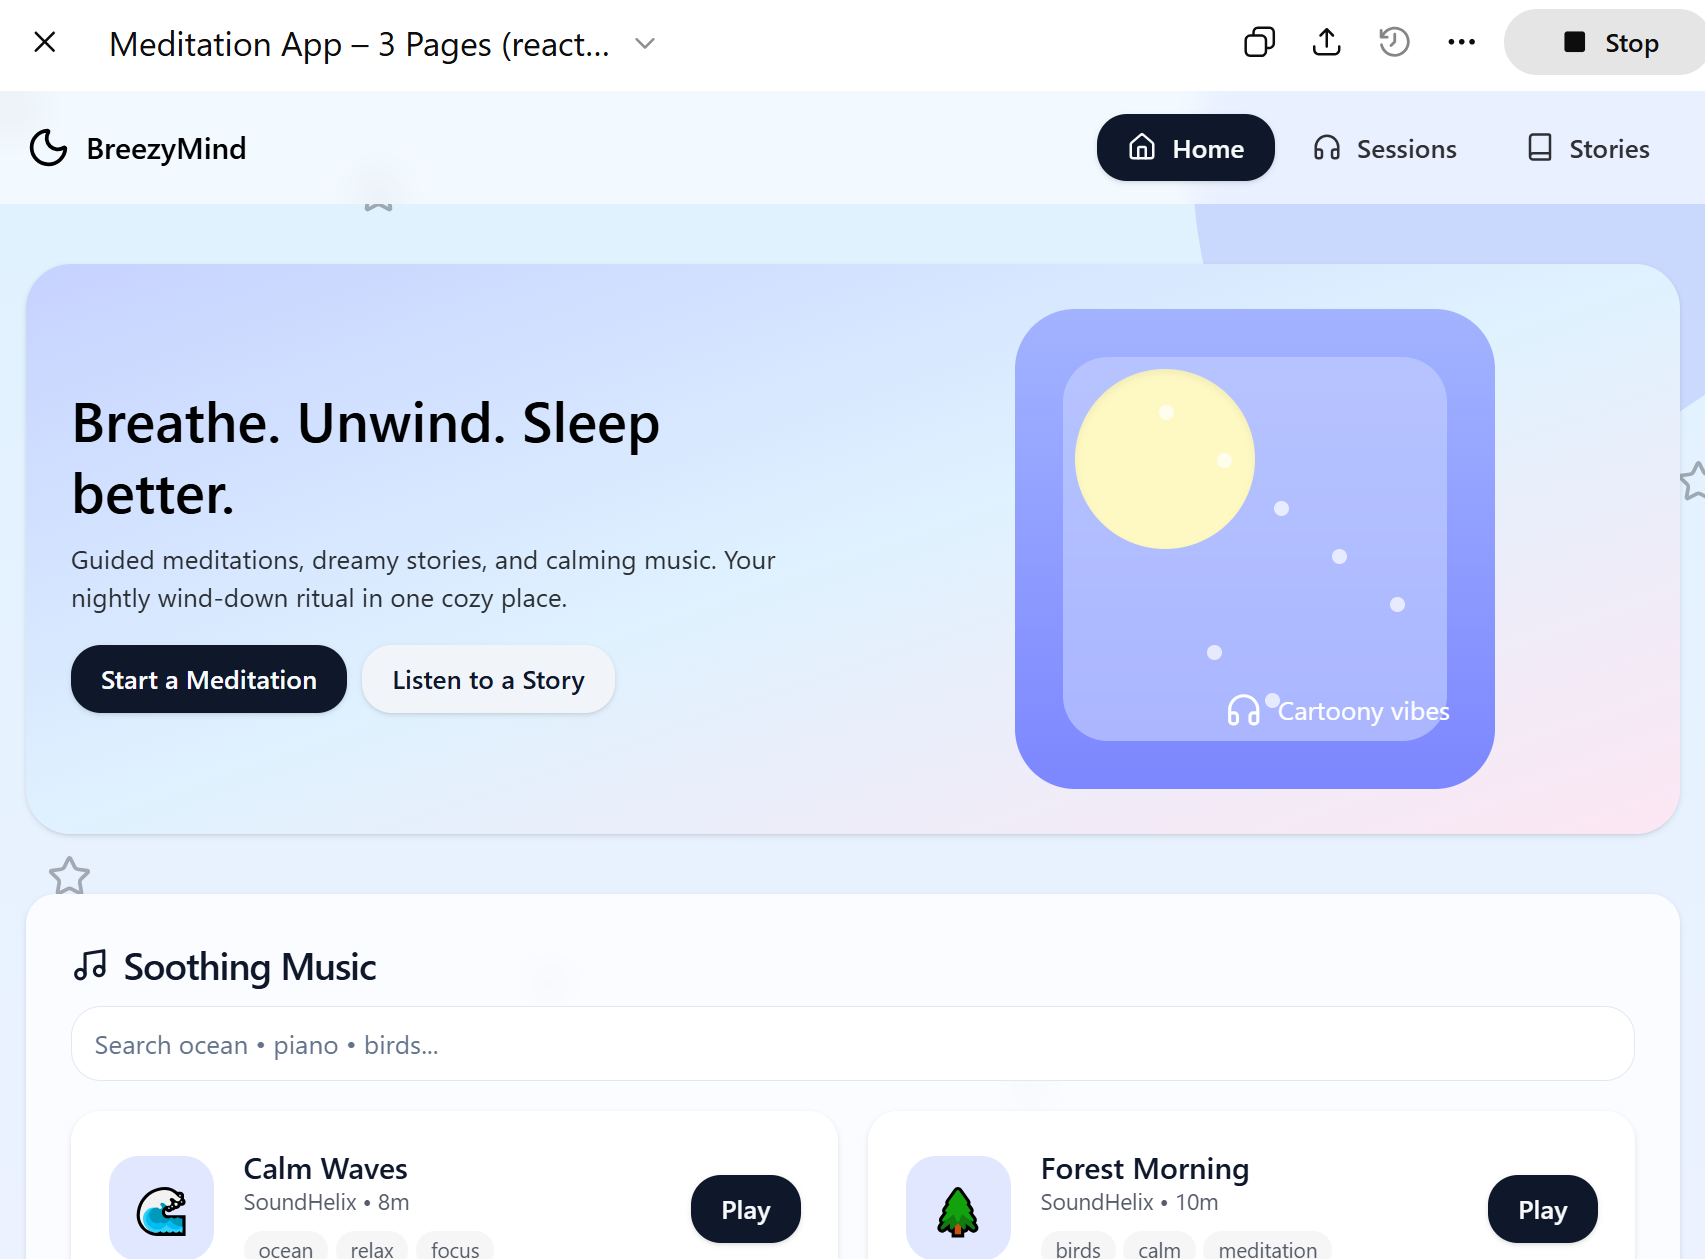 Meditation App – 3 Pages (react...
Stop
BreezyMind
Home
Sessions
Stories
Breathe. Unwind. Sleep
better.
Guided meditations, dreamy stories, and calming music. Your
nightly wind-down ritual in one cozy place.
Start a Meditation
Listen to a Story
Cartoony vibes
Soothing Music
Search ocean • piano • birds...
Calm Waves
SoundHelix • 8m
ocean
relax
focus
Play
Forest Morning
SoundHelix • 10m
birds
calm
meditation
Play